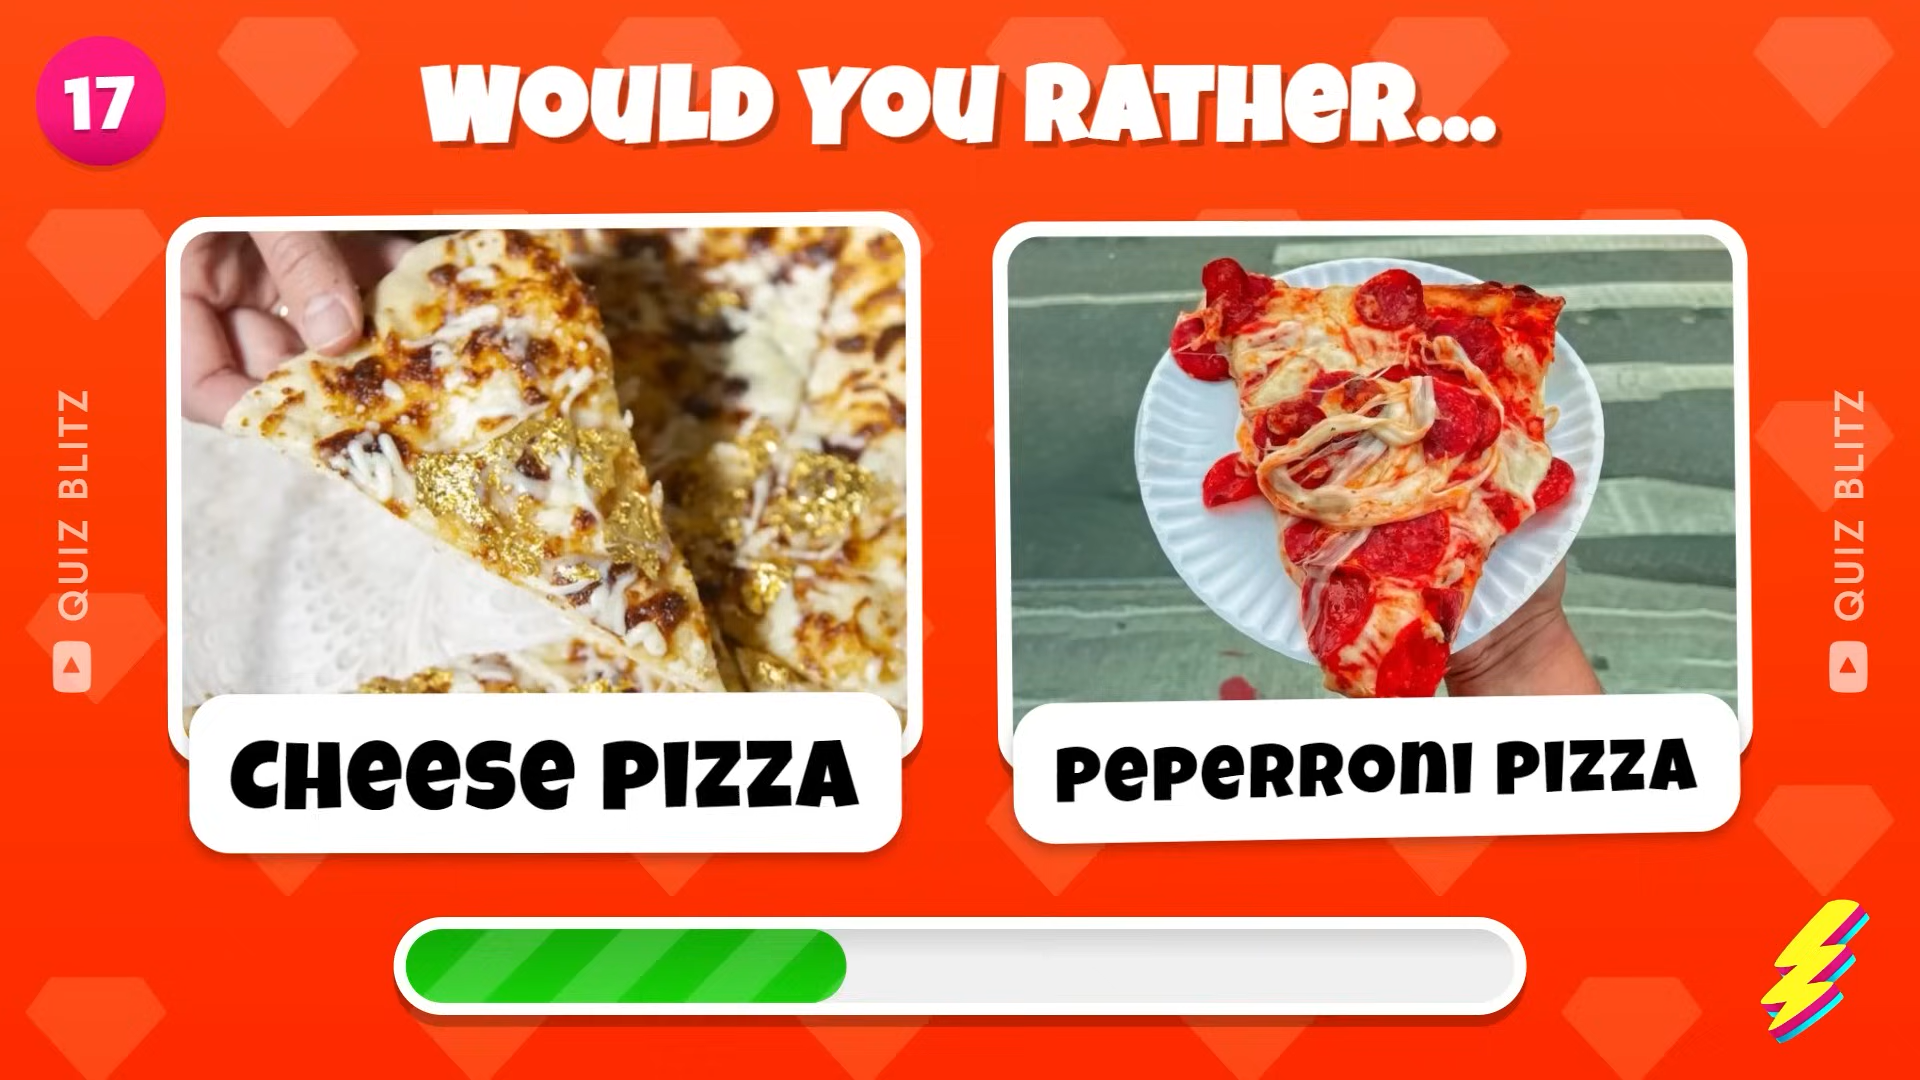 17
WOULD YOU RATHER...
QUIZ BLITZ
QUIZ BLITZ
CHEESE PIZZA
PEPERRONI PIZZA